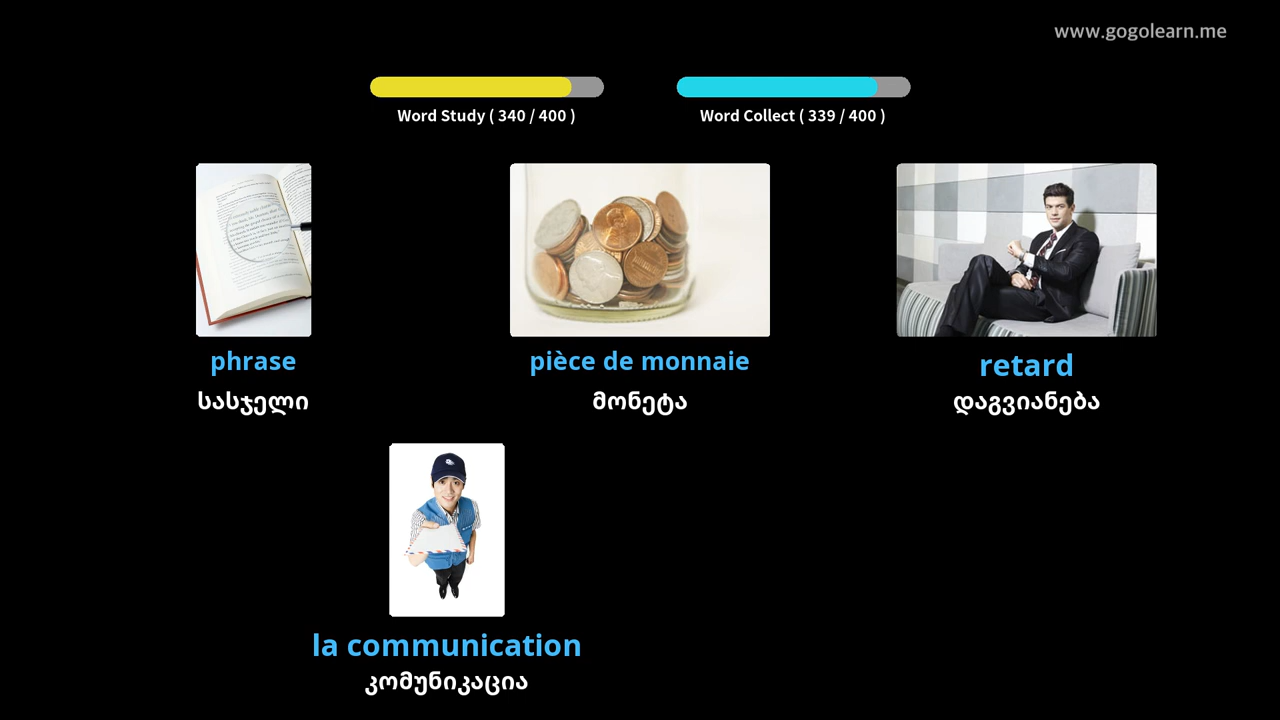 www.gogolearn.me
Word Study ( 340 / 400 )
Word Collect ( 339 / 400 )
phrase
pièce de monnaie
retard
სასჯელი
მონეტა
დაგვიანება
la communication
კომუნიკაცია